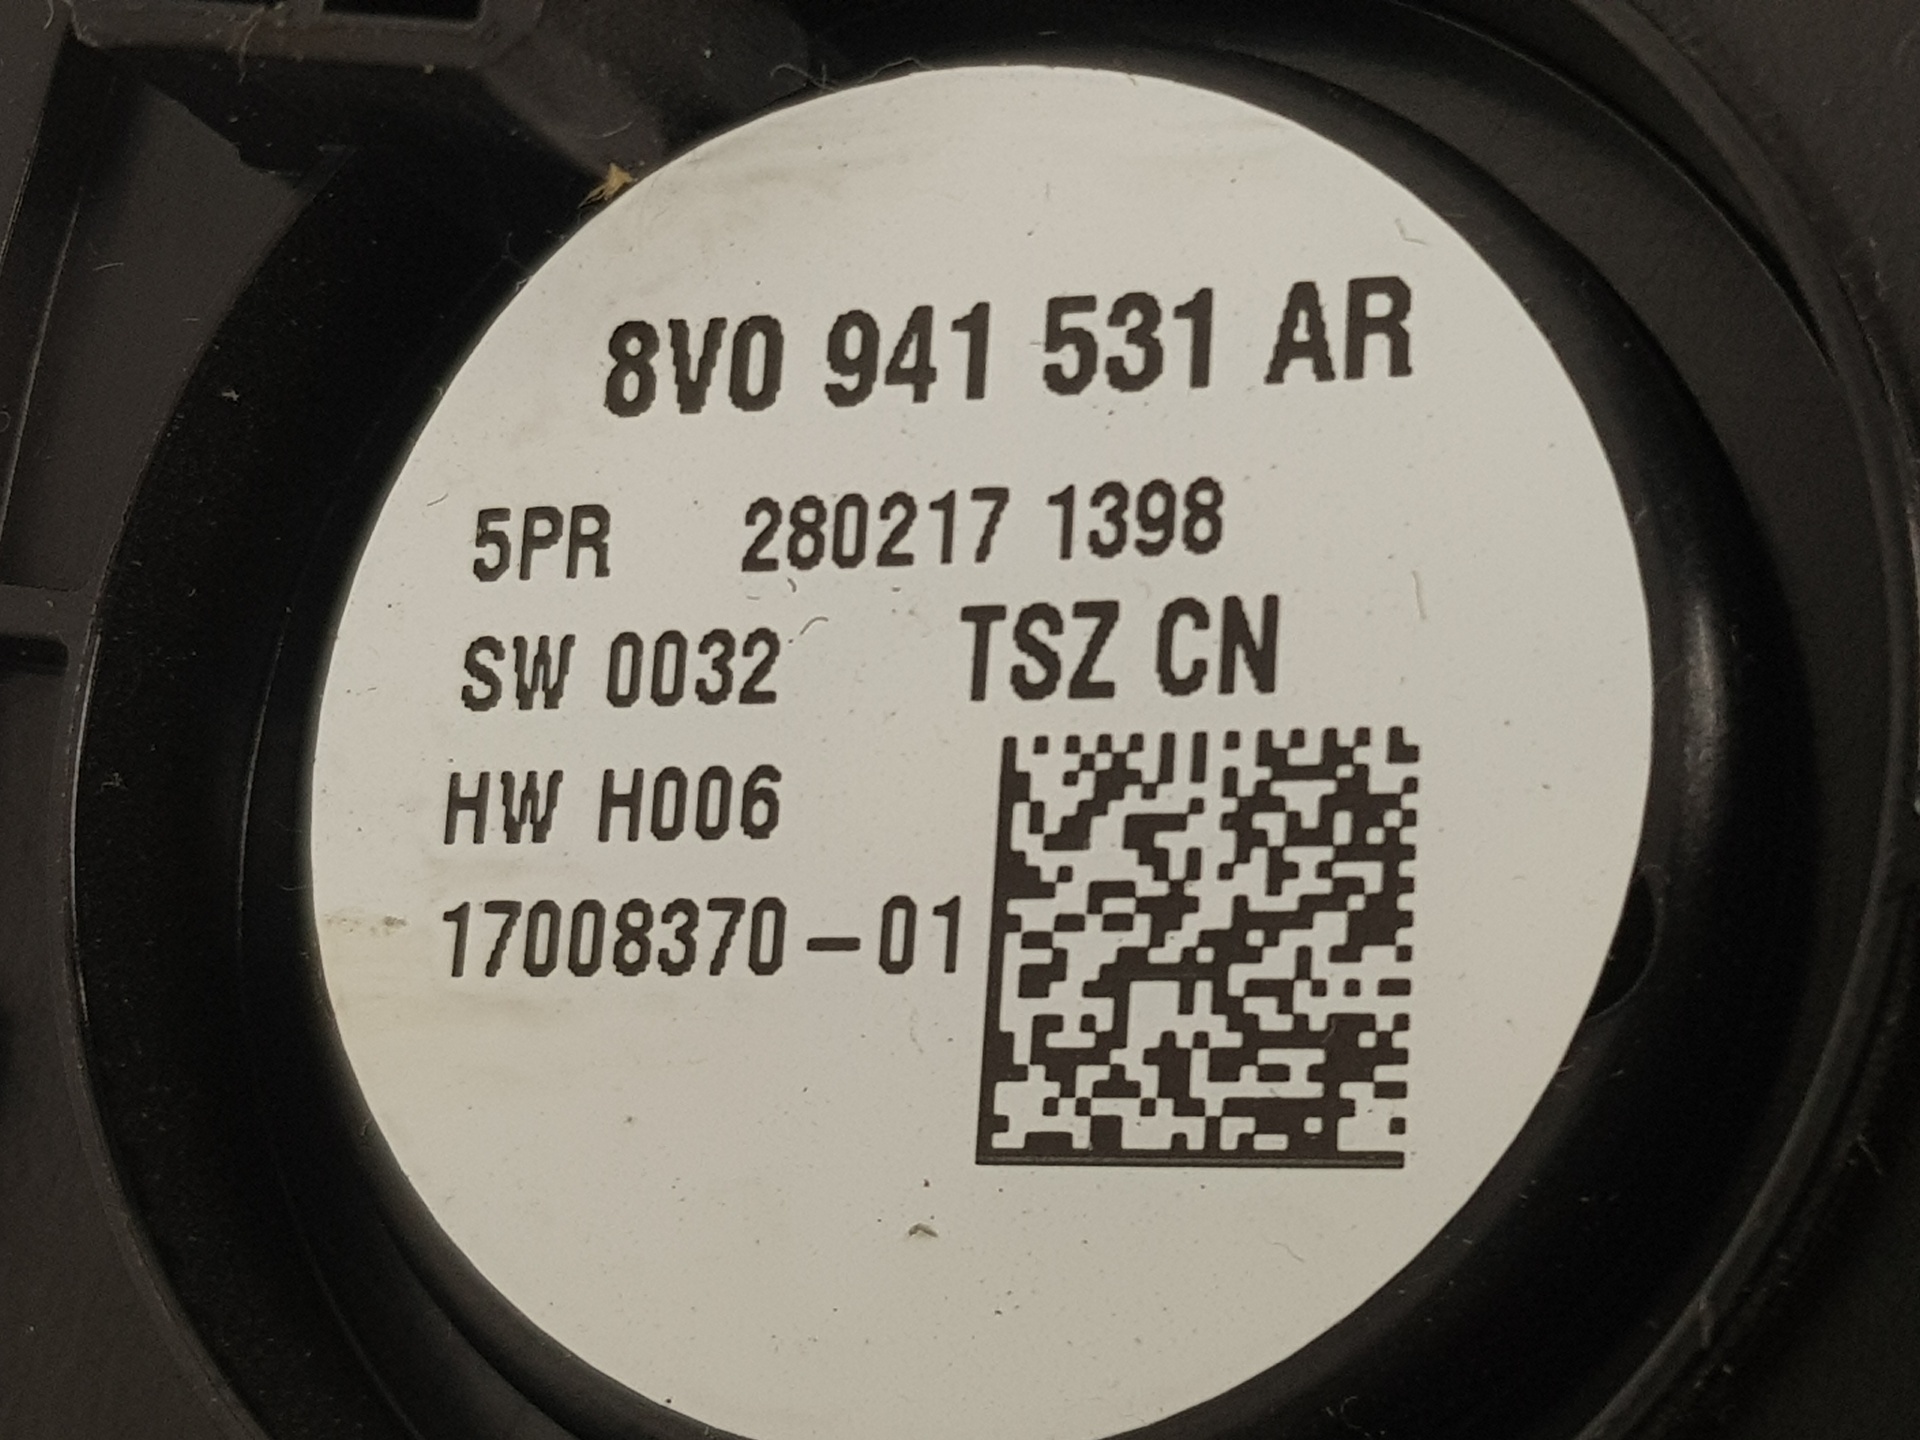 8V0 941 531 AR
5PR 280217 1398
SW 0032 TSZ CN
HW H006
17008370-01